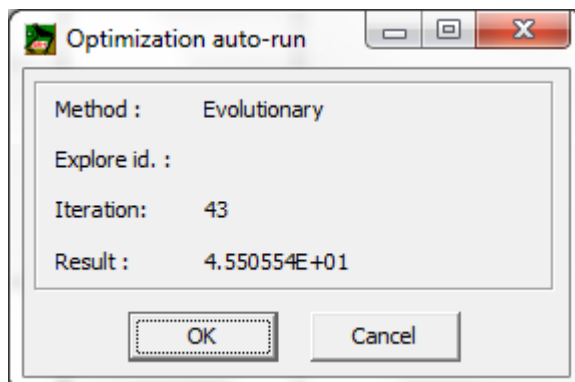 Optimization auto-run
Method : Evolutionary
Explore id. :
Iteration: 43
Result : 4.550554E+01
OK Cancel